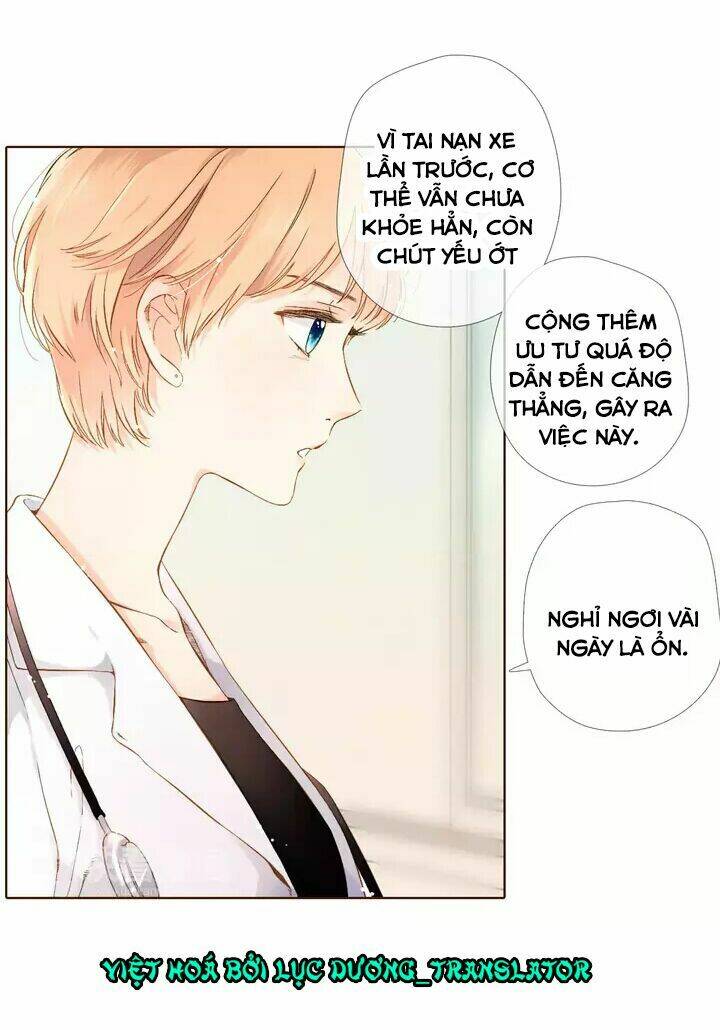 VÌ TAI NẠN XE
LẦN TRƯỚC, CƠ
THỂ VẪN CHƯA
KHỎE HẲN, CÒN
CHÚT YẾU ỚT
CỘNG THÊM
ƯU TƯ QUÁ ĐỘ
DẪN ĐẾN CĂNG
THẲNG, GÂY RA
VIỆC NÀY.
NGHỈ NGƠI VÀI
NGÀY LÀ ỔN.
VIỆT HOÁ BỞI LỤC DƯƠNG_TRANSLATOR